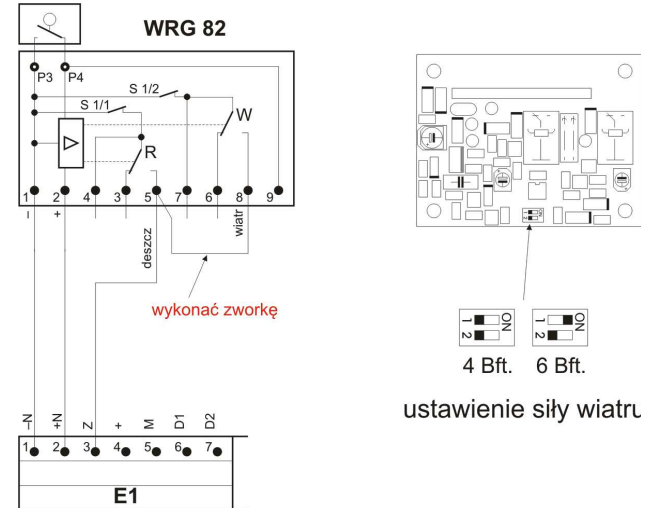 WRG 82
P3 P4
S 1/2
S 1/1
W
R
1 2 4 3 5 7 6 8 9
– +
deszcz
wiatr
wykonać zworkę
–N +N Z + M D1 D2
1 2 3 4 5 6 7
E1
1 2 ON
1 2 ON
4 Bft. 6 Bft.
ustawienie siły wiatru